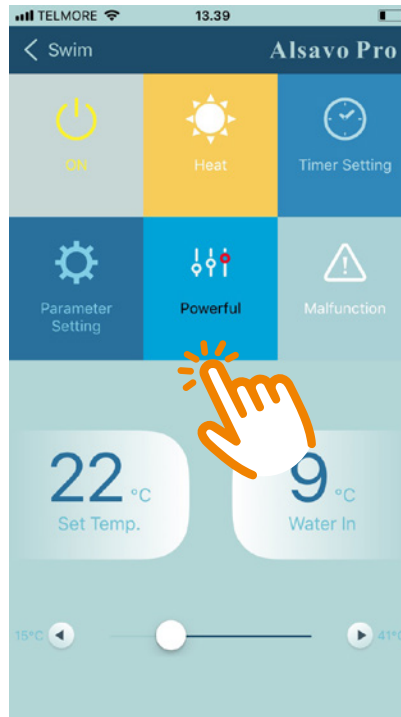 TELMORE 13.39
Swim Alsavo Pro
ON Heat Timer Setting
Parameter
Setting
Powerful Malfunction
22 °C 9 °C
Set Temp. Water In
15°C 41°C